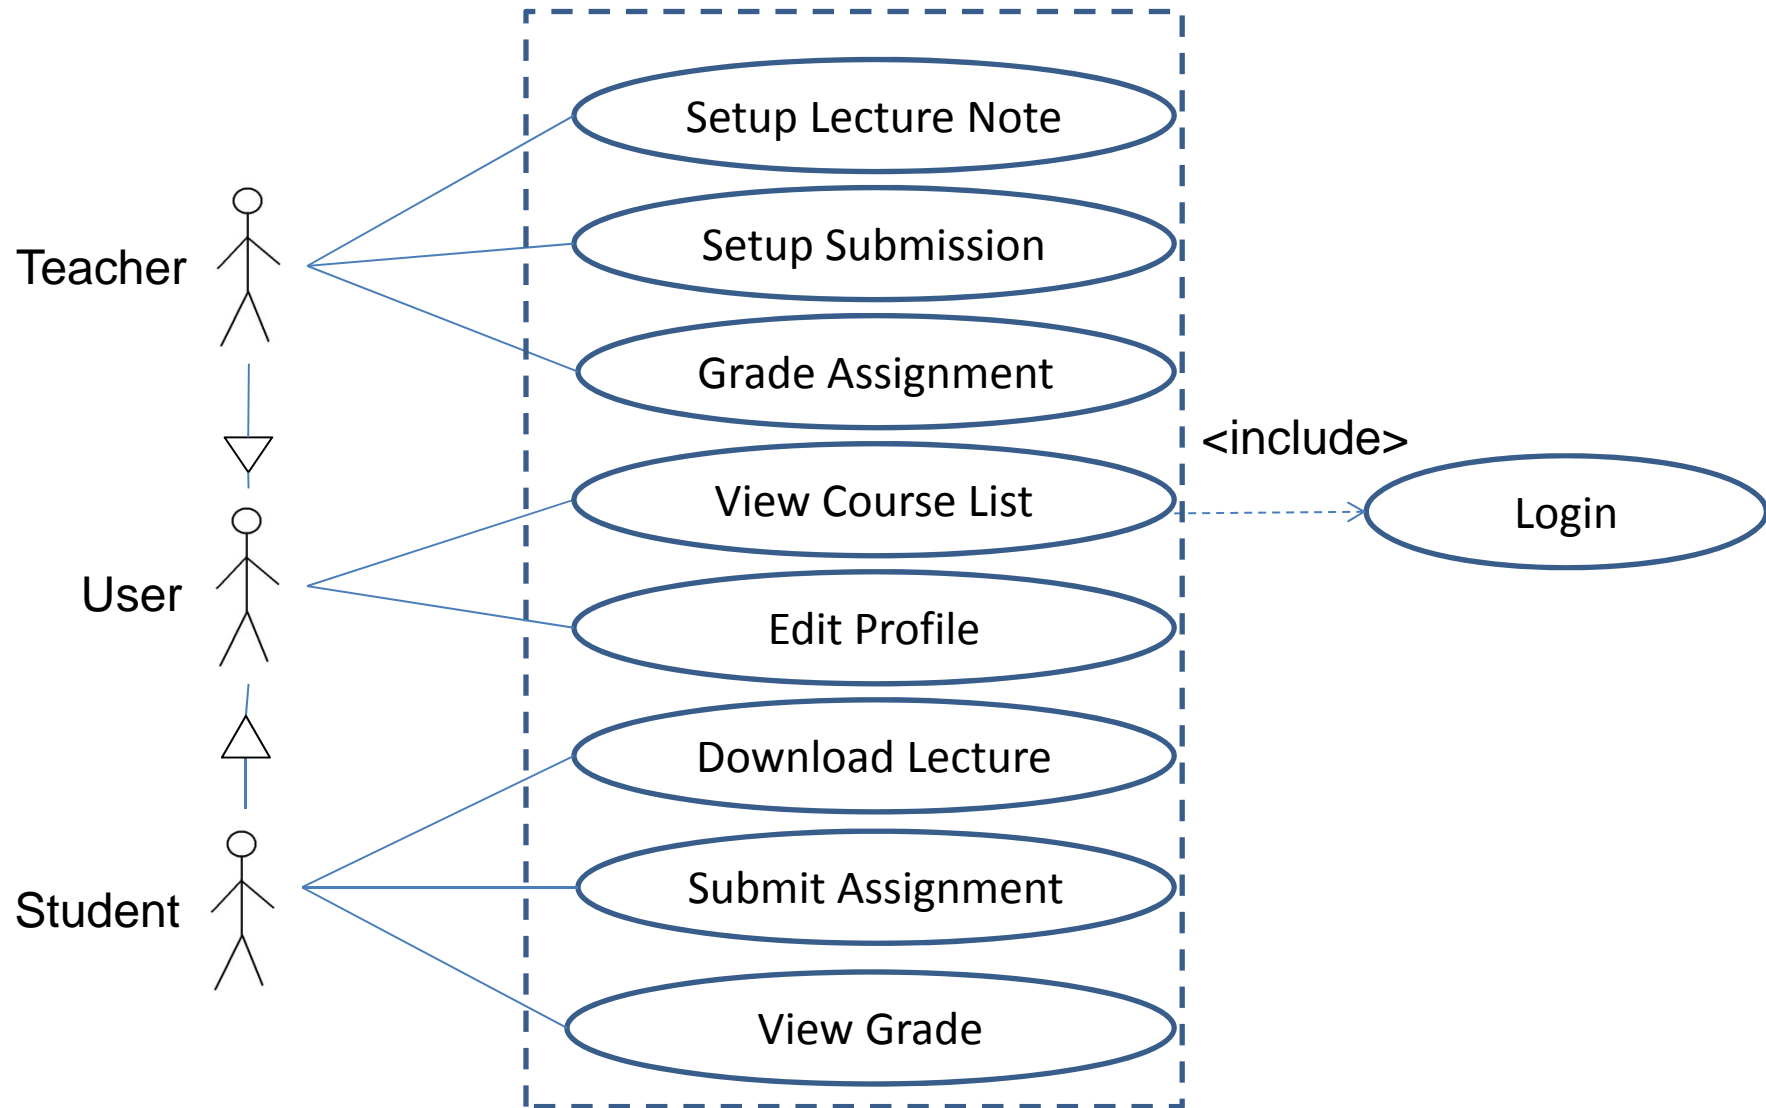 Setup Lecture Note
Teacher
Setup Submission
Grade Assignment
<include>
View Course List
Login
User
Edit Profile
Download Lecture
Student
Submit Assignment
View Grade